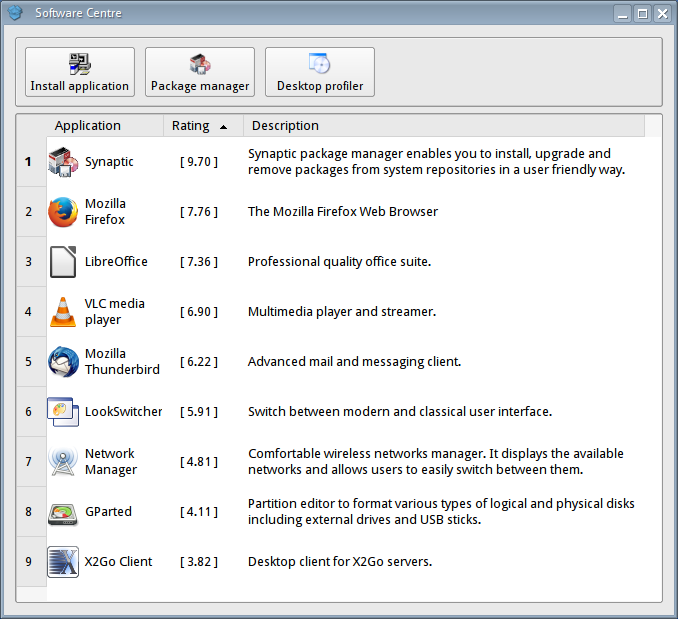 Software Centre
Install application
Package manager
Desktop profiler
Application Rating Description
1 Synaptic [ 9.70 ] Synaptic package manager enables you to install, upgrade and
remove packages from system repositories in a user friendly way.
2 Mozilla
Firefox [ 7.76 ] The Mozilla Firefox Web Browser
3 LibreOffice [ 7.36 ] Professional quality office suite.
4 VLC media
player [ 6.90 ] Multimedia player and streamer.
5 Mozilla
Thunderbird [ 6.22 ] Advanced mail and messaging client.
6 LookSwitcher [ 5.91 ] Switch between modern and classical user interface.
7 Network
Manager [ 4.81 ] Comfortable wireless networks manager. It displays the available
networks and allows users to easily switch between them.
8 GParted [ 4.11 ] Partition editor to format various types of logical and physical disks
including external drives and USB sticks.
9 X2Go Client [ 3.82 ] Desktop client for X2Go servers.